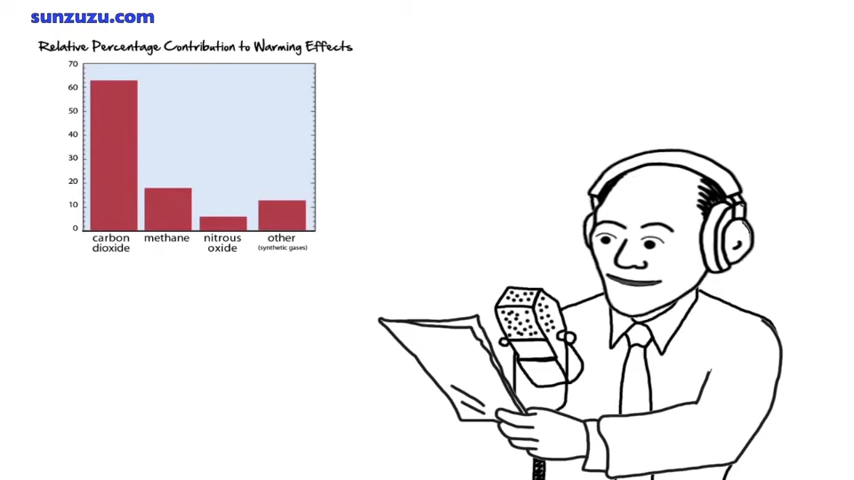 sunzuzu.com
Relative Percentage Contribution to Warming Effects
70
60
50
40
30
20
10
0
carbon dioxide
methane
nitrous oxide
other
(synthetic gases)